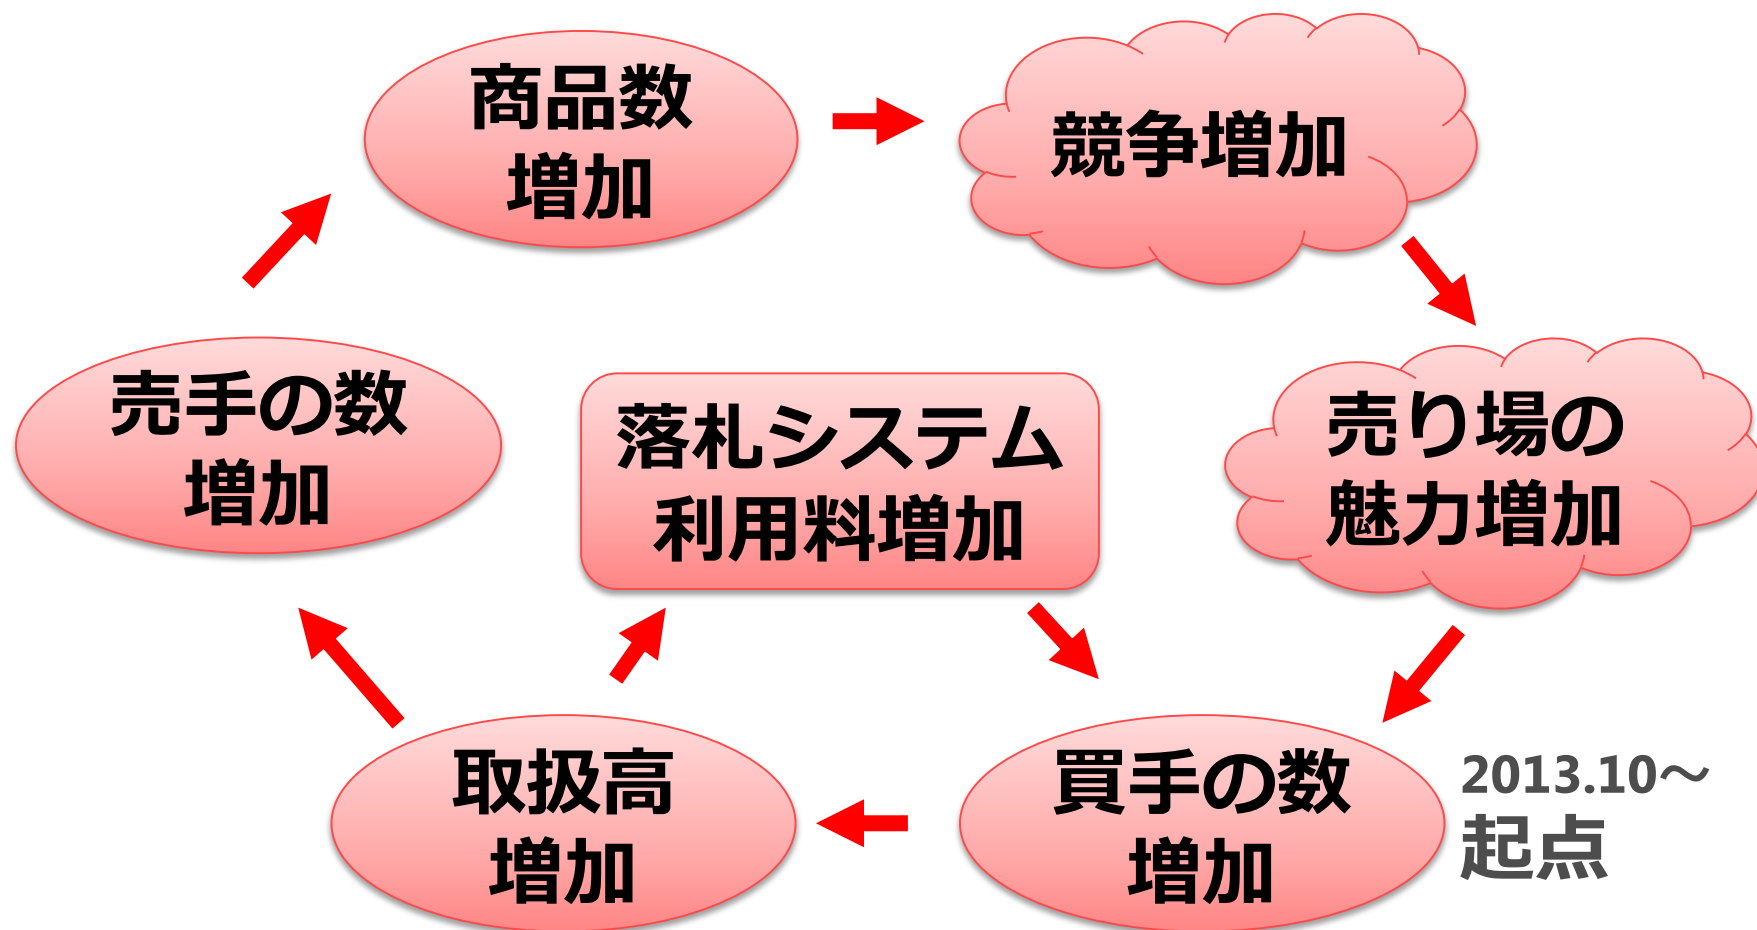 商品数
増加
競争増加
売手の数
増加
落札システム
利用料増加
売り場の
魅力増加
取扱高
増加
買手の数
増加
2013.10~
起点